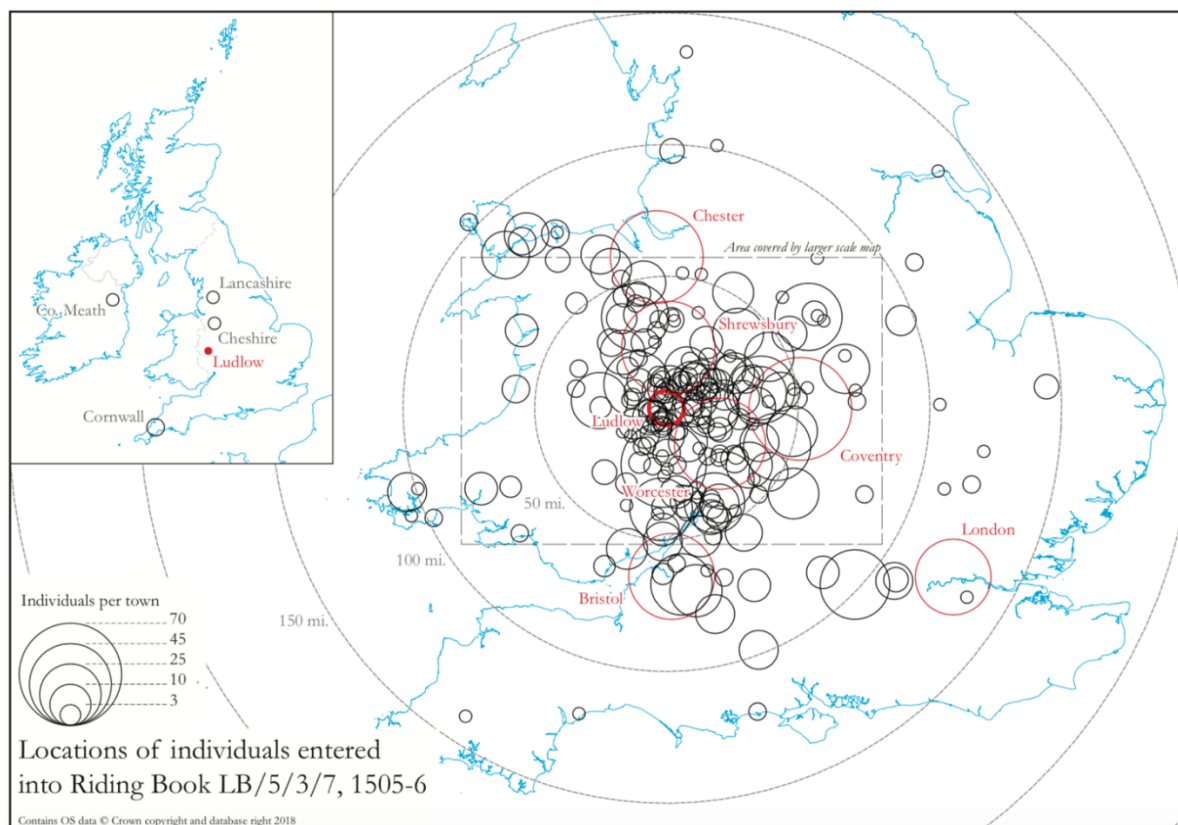 Lancashire
Co. Meath
Cheshire
Ludlow
Cornwall
Chester
Area covered by larger scale map
Shrewsbury
Ludlow
Coventry
Worcester
50 mi.
London
100 mi.
Bristol
150 mi.
Individuals per town
70
45
25
10
3
Locations of individuals entered
into Riding Book LB/5/3/7, 1505-6
Contains OS data © Crown copyright and database right 2018